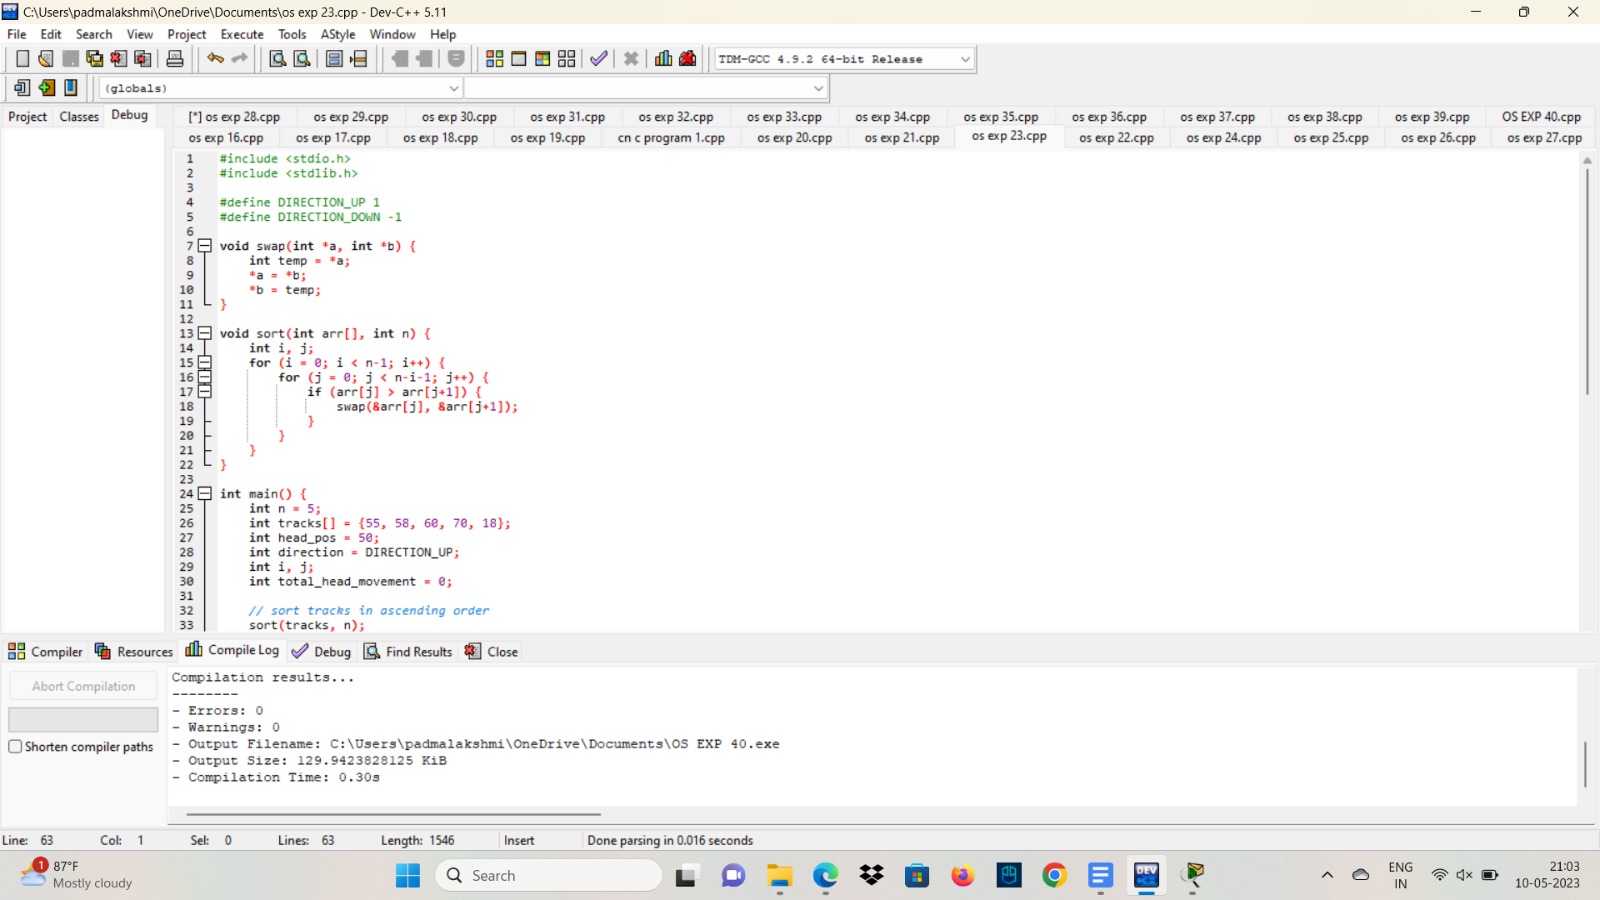 C:\Users\padmalakshmi\OneDrive\Documents\os exp 23.cpp - Dev-C++ 5.11
File Edit Search View Project Execute Tools AStyle Window Help
TDM-GCC 4.9.2 64-bit Release
(globals)
Project Classes Debug
[*] os exp 28.cpp os exp 29.cpp os exp 30.cpp os exp 31.cpp os exp 32.cpp os exp 33.cpp os exp 34.cpp os exp 35.cpp os exp 36.cpp os exp 37.cpp os exp 38.cpp os exp 39.cpp OS EXP 40.cpp
os exp 16.cpp os exp 17.cpp os exp 18.cpp os exp 19.cpp cn c program 1.cpp os exp 20.cpp os exp 21.cpp os exp 23.cpp os exp 22.cpp os exp 24.cpp os exp 25.cpp os exp 26.cpp os exp 27.cpp
1 #include <stdio.h>
2 #include <stdlib.h>
3
4 #define DIRECTION_UP 1
5 #define DIRECTION_DOWN -1
6
7 void swap(int *a, int *b) {
8 int temp = *a;
9 *a = *b;
10 *b = temp;
11 }
12
13 void sort(int arr[], int n) {
14 int i, j;
15 for (i = 0; i < n-1; i++) {
16 for (j = 0; j < n-i-1; j++) {
17 if (arr[j] > arr[j+1]) {
18 swap(&arr[j], &arr[j+1]);
19 }
20 }
21 }
22 }
23
24 int main() {
25 int n = 5;
26 int tracks[] = {55, 58, 60, 70, 18};
27 int head_pos = 50;
28 int direction = DIRECTION_UP;
29 int i, j;
30 int total_head_movement = 0;
31
32 // sort tracks in ascending order
33 sort(tracks, n);
Compiler Resources Compile Log Debug Find Results Close
Abort Compilation
Shorten compiler paths
Compilation results...
--------
- Errors: 0
- Warnings: 0
- Output Filename: C:\Users\padmalakshmi\OneDrive\Documents\OS EXP 40.exe
- Output Size: 129.9423828125 KiB
- Compilation Time: 0.30s
Line: 63 Col: 1 Sel: 0 Lines: 63 Length: 1546 Insert Done parsing in 0.016 seconds
1
87°F
Mostly cloudy
Search
DEV
ENG
IN
21:03
10-05-2023